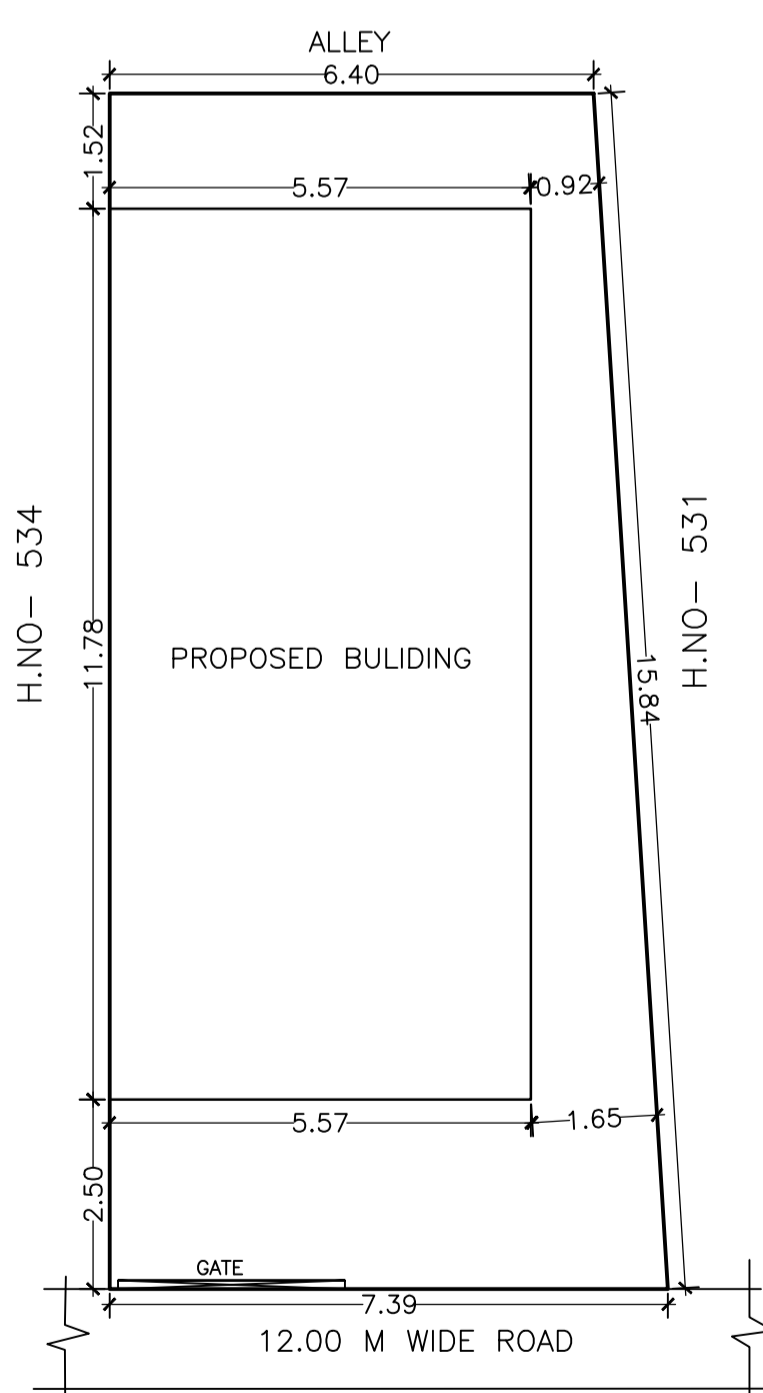 ALLEY
6.40
1.52
5.57
0.92
H.NO- 534
11.78
PROPOSED BULIDING
15.84
H.NO- 531
5.57
1.65
2.50
GATE
7.39
12.00 M WIDE ROAD